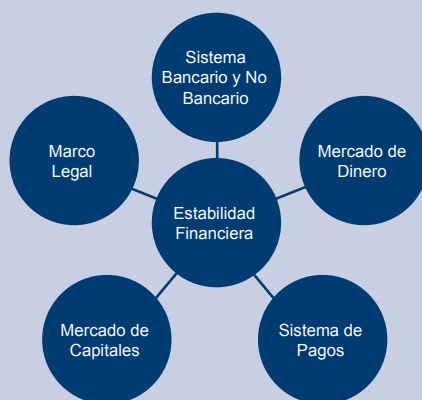 Sistema
Bancario y No
Bancario
Marco
Legal
Mercado de
Dinero
Estabilidad
Financiera
Mercado de
Capitales
Sistema de
Pagos